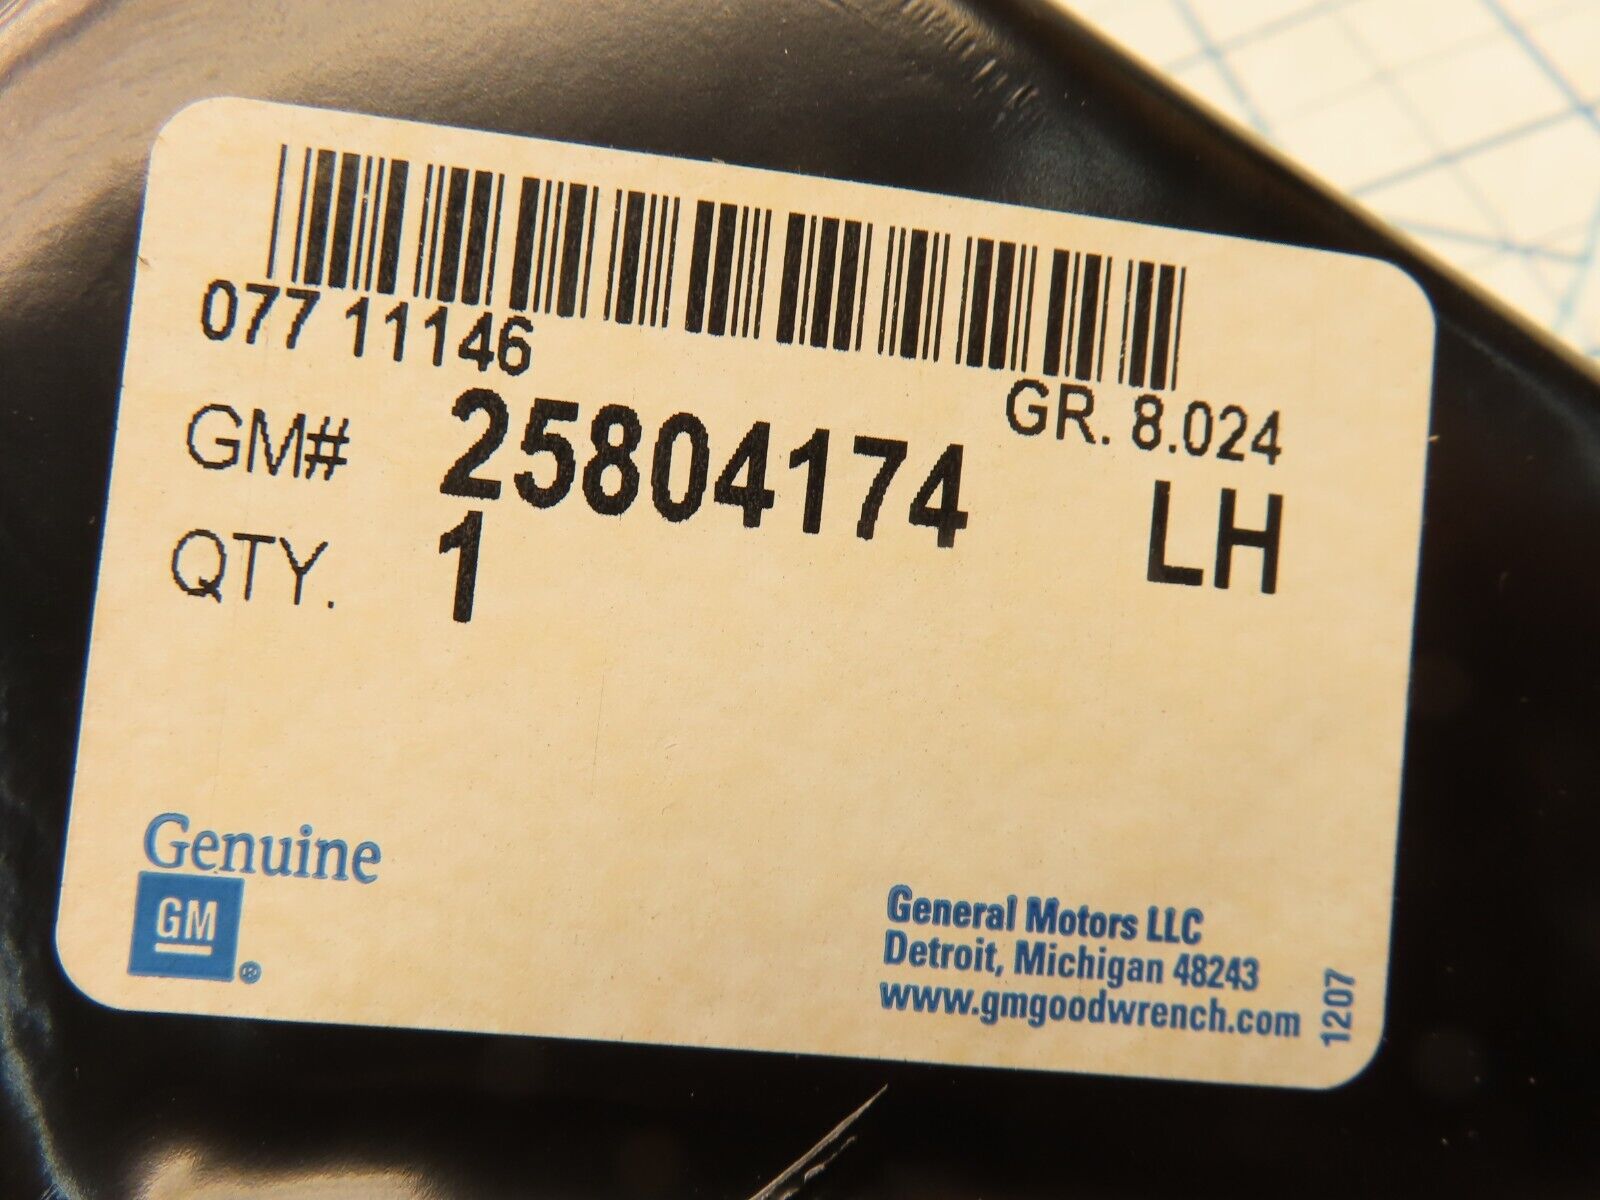 077 11146
GR. 8.024
GM# 25804174 LH
QTY. 1
Genuine
GM®
General Motors LLC
Detroit, Michigan 48243
www.gmgoodwrench.com
1207